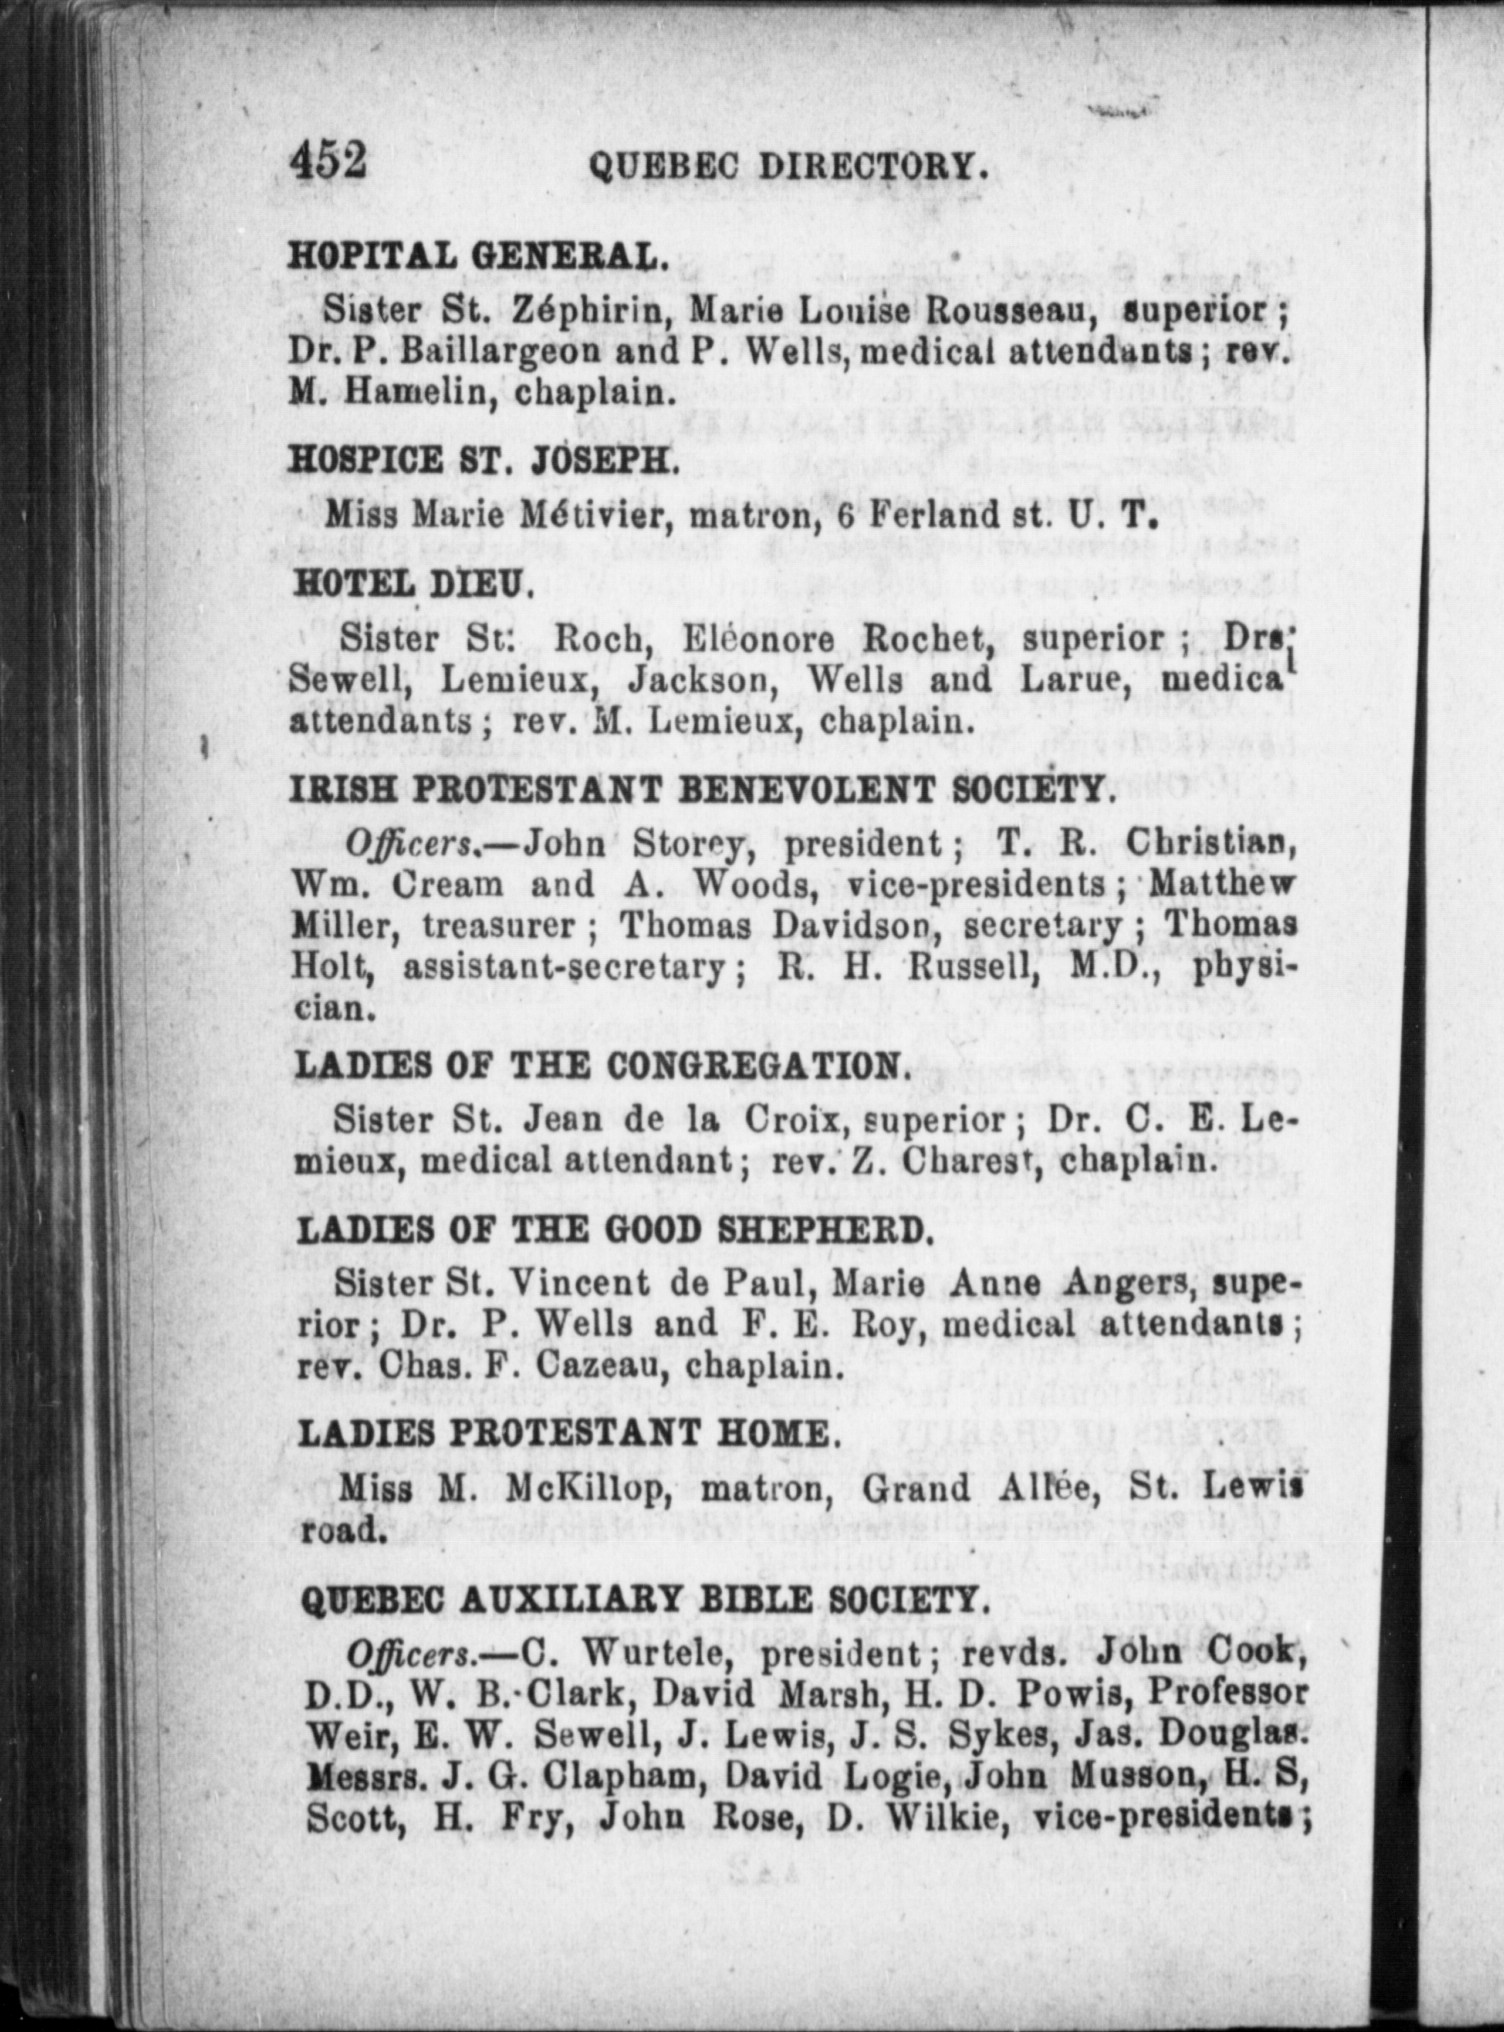 452 QUEBEC DIRECTORY.
HOPITAL GENERAL.
Sister St. Zéphirin, Marie Louise Rousseau, superior ;
Dr. P. Baillargeon and P. Wells, medical attendants ; rev.
M. Hamelin, chaplain.
HOSPICE ST. JOSEPH.
Miss Marie Métivier, matron, 6 Ferland st. U. T.
HOTEL DIEU.
Sister St: Roch, Eléonore Rochet, superior ; Drs.
Sewell, Lemieux, Jackson, Wells and Larue, medical
attendants ; rev. M. Lemieux, chaplain.
IRISH PROTESTANT BENEVOLENT SOCIETY.
Officers.—John Storey, president ; T. R. Christian,
Wm. Cream and A. Woods, vice-presidents ; Matthew
Miller, treasurer ; Thomas Davidson, secretary ; Thomas
Holt, assistant-secretary ; R. H. Russell, M.D., physi-
cian.
LADIES OF THE CONGREGATION.
Sister St. Jean de la Croix, superior ; Dr. C. E. Le-
mieux, medical attendant ; rev. Z. Charest, chaplain.
LADIES OF THE GOOD SHEPHERD.
Sister St. Vincent de Paul, Marie Anne Angers, supe-
rior ; Dr. P. Wells and F. E. Roy, medical attendants ;
rev. Chas. F. Cazeau, chaplain.
LADIES PROTESTANT HOME.
Miss M. McKillop, matron, Grand Allée, St. Lewis
road.
QUEBEC AUXILIARY BIBLE SOCIETY.
Officers.—C. Wurtele, president ; revds. John Cook,
D.D., W. B. Clark, David Marsh, H. D. Powis, Professor
Weir, E. W. Sewell, J. Lewis, J. S. Sykes, Jas. Douglas.
Messrs. J. G. Clapham, David Logie, John Musson, H. S,
Scott, H. Fry, John Rose, D. Wilkie, vice-presidents ;